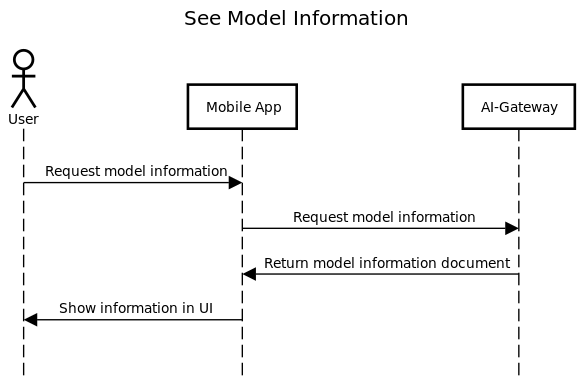 See Model Information
User
Mobile App
AI-Gateway
Request model information
Request model information
Return model information document
Show information in UI